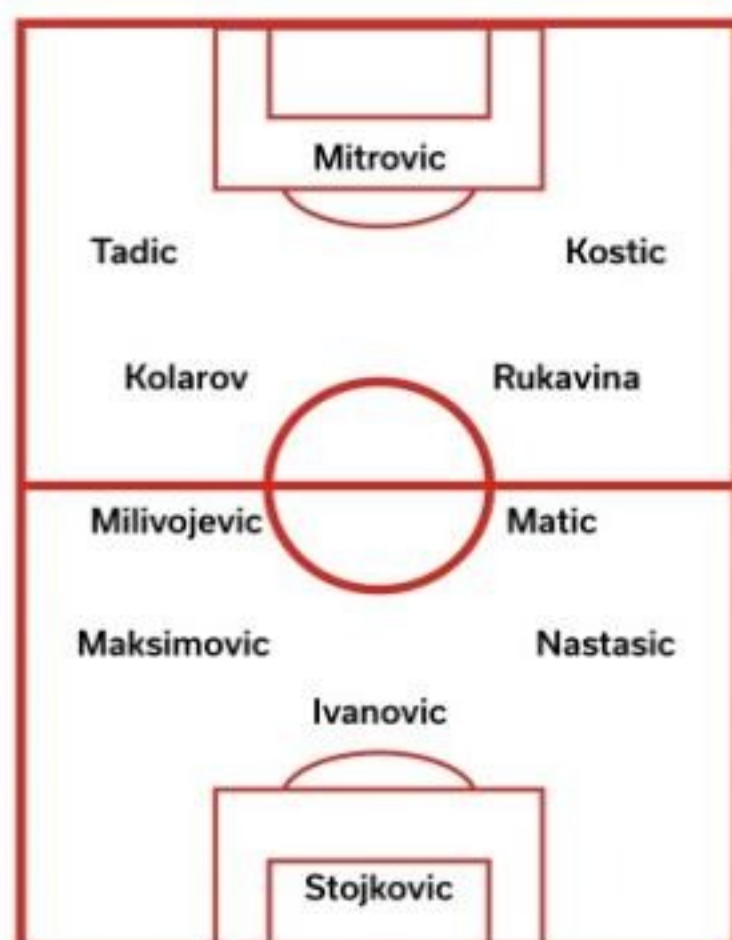 Mitrovic
Tadic Kostic
Kolarov Rukavina
Milivojevic Matic
Maksimovic Nastasic
Ivanovic
Stojkovic